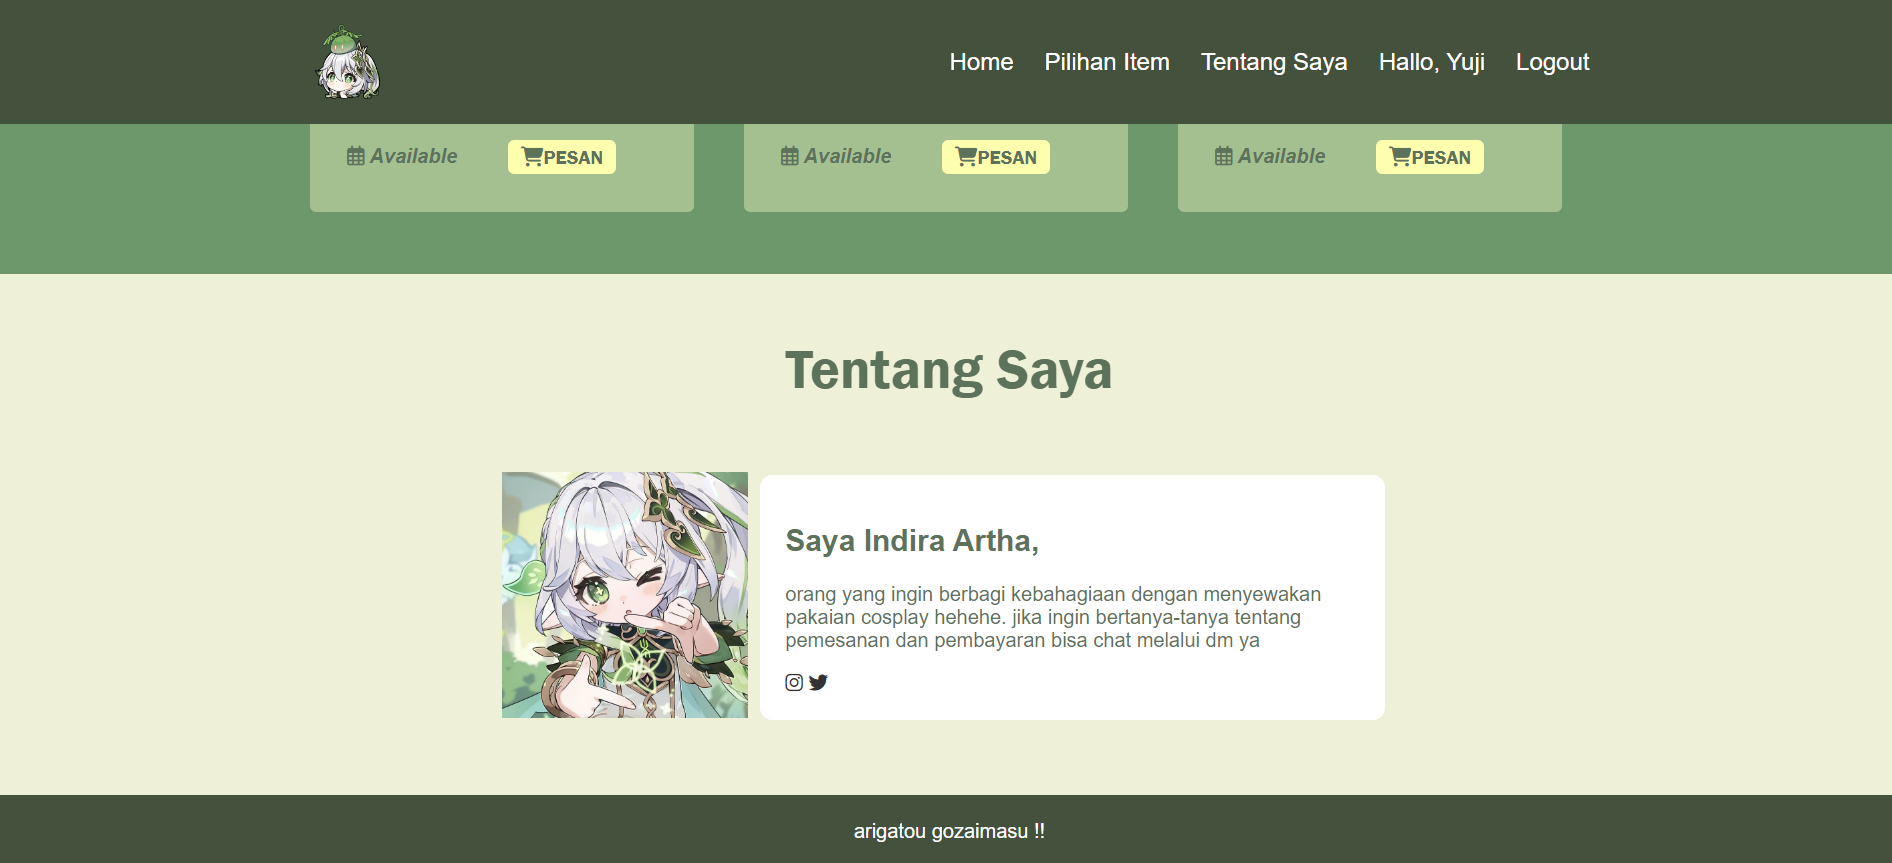 Home Pilihan Item Tentang Saya Hallo, Yuji Logout
Available PESAN Available PESAN Available PESAN
Tentang Saya
Saya Indira Artha,
orang yang ingin berbagi kebahagiaan dengan menyewakan
pakaian cosplay hehehe. jika ingin bertanya-tanya tentang
pemesanan dan pembayaran bisa chat melalui dm ya
arigatou gozaimasu !!